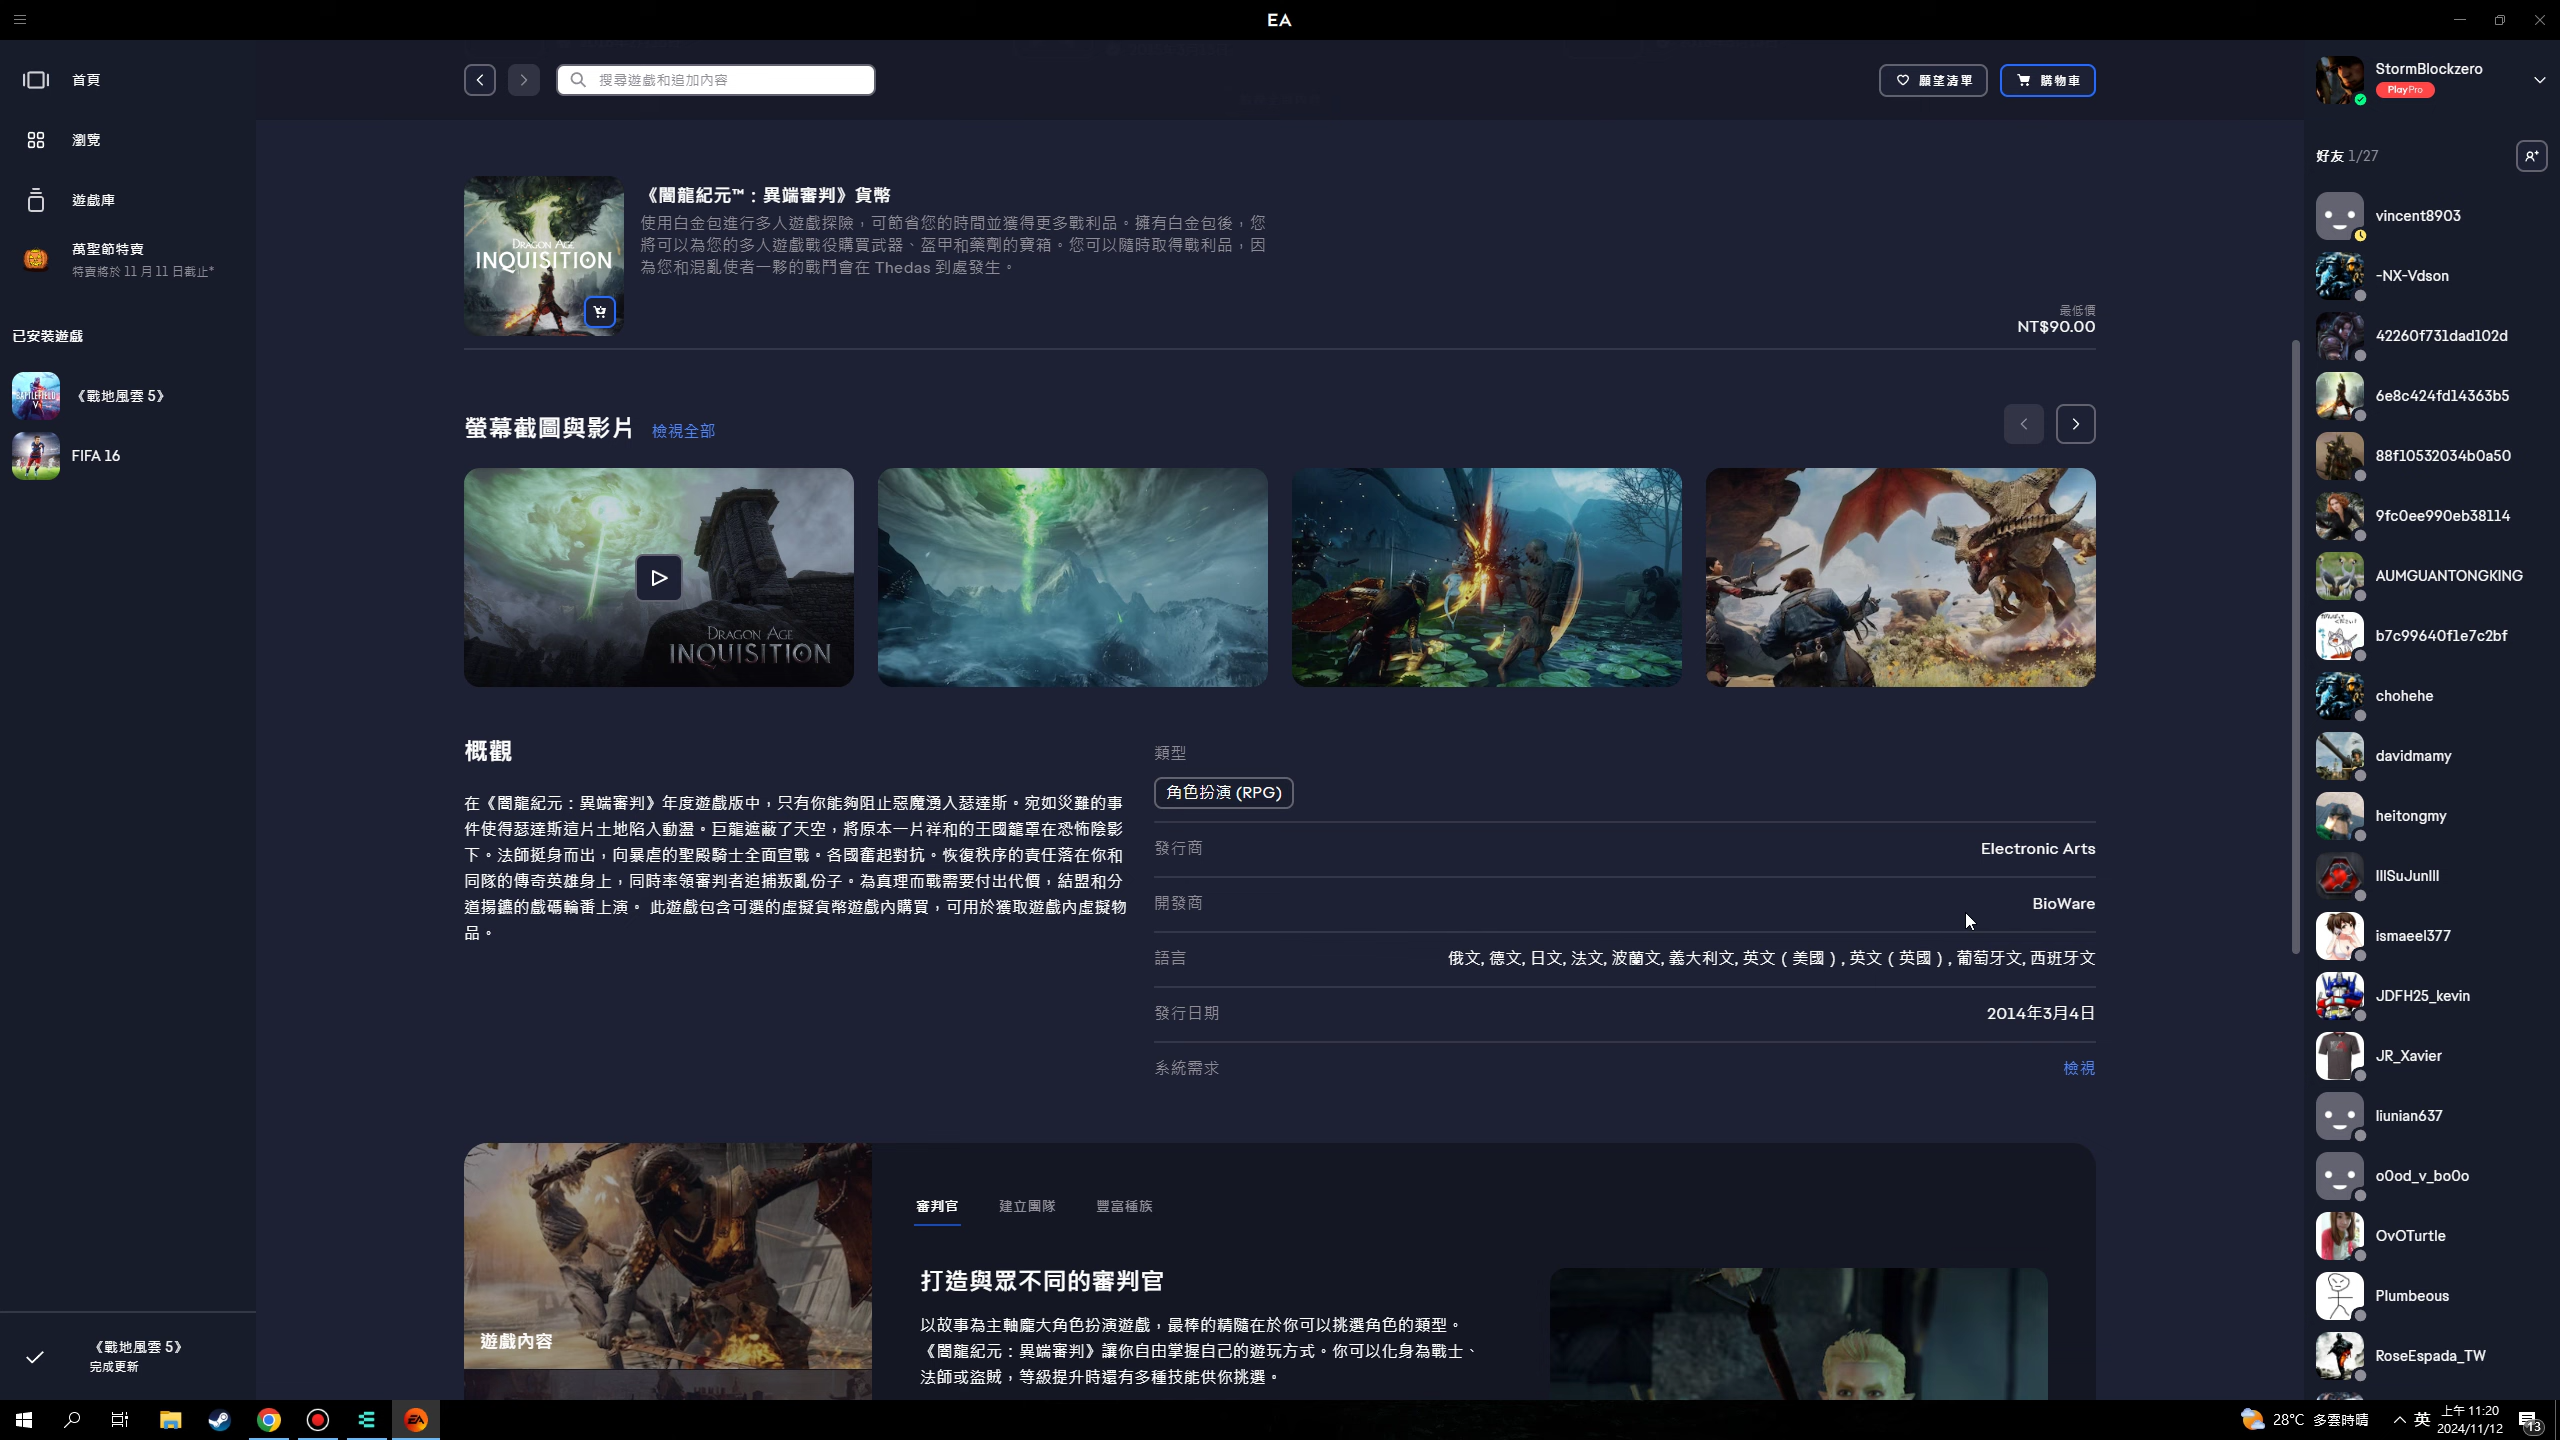 EA
首頁
瀏覽
遊戲庫
萬聖節特賣
特賣將於 11 月 11 日截止*
已安裝遊戲
BATTLEFIELD V
《戰地風雲 5》
FIFA 16
《戰地風雲 5》
完成更新
搜尋遊戲和追加內容
願望清單
購物車
DRAGON AGE
INQUISITION
《闇龍紀元™：異端審判》貨幣
使用白金包進行多人遊戲探險，可節省您的時間並獲得更多戰利品。擁有白金包後，您
將可以為您的多人遊戲戰役購買武器、盔甲和藥劑的寶箱。您可以隨時取得戰利品，因
為您和混亂使者一夥的戰鬥會在 Thedas 到處發生。
最低價
NT$90.00
螢幕截圖與影片 檢視全部
DRAGON AGE
INQUISITION
概觀
在《闇龍紀元：異端審判》年度遊戲版中，只有你能夠阻止惡魔湧入瑟達斯。宛如災難的事
件使得瑟達斯這片土地陷入動盪。巨龍遮蔽了天空，將原本一片祥和的王國籠罩在恐怖陰影
下。法師挺身而出，向暴虐的聖殿騎士全面宣戰。各國奮起對抗。恢復秩序的責任落在你和
同隊的傳奇英雄身上，同時率領審判者追捕叛亂份子。為真理而戰需要付出代價，結盟和分
道揚鑣的戲碼輪番上演。 此遊戲包含可選的虛擬貨幣遊戲內購買，可用於獲取遊戲內虛擬物
品。
類型
角色扮演 (RPG)
發行商 Electronic Arts
開發商 BioWare
語言 俄文, 德文, 日文, 法文, 波蘭文, 義大利文, 英文 ( 美國 ) , 英文 ( 英國 ) , 葡萄牙文, 西班牙文
發行日期 2014年3月4日
系統需求 檢視
遊戲內容
審判官 建立團隊 豐富種族
打造與眾不同的審判官
以故事為主軸龐大角色扮演遊戲，最棒的精隨在於你可以挑選角色的類型。
《闇龍紀元：異端審判》讓你自由掌握自己的遊玩方式。你可以化身為戰士、
法師或盜賊，等級提升時還有多種技能供你挑選。
StormBlockzero
Play Pro
好友 1/27
vincent8903
-NX-Vdson
42260f731dad102d
6e8c424fd14363b5
88f10532034b0a50
9fc0ee990eb38114
AUMGUANTONGKING
b7c99640f1e7c2bf
chohehe
davidmamy
heitongmy
IIISuJunIII
ismaeel377
JDFH25_kevin
JR_Xavier
liunian637
o0od_v_bo0o
OvOTurtle
Plumbeous
RoseEspada_TW
EA
28°C 多雲時晴
英
上午 11:20
2024/11/12
13